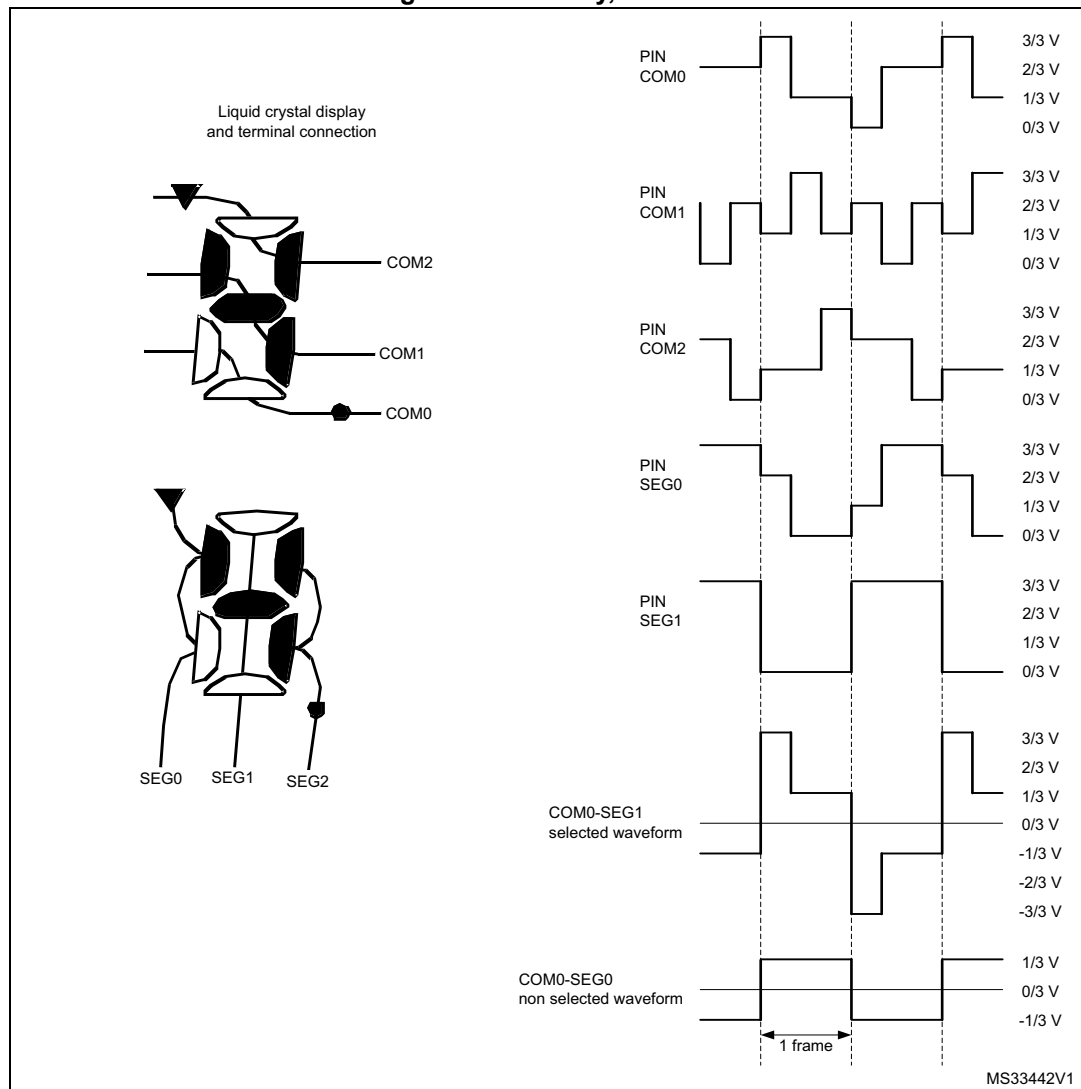 Liquid crystal display
and terminal connection
COM2
COM1
COM0
SEG0
SEG1
SEG2
PIN
COM0
3/3 V
2/3 V
1/3 V
0/3 V
PIN
COM1
3/3 V
2/3 V
1/3 V
0/3 V
PIN
COM2
3/3 V
2/3 V
1/3 V
0/3 V
PIN
SEG0
3/3 V
2/3 V
1/3 V
0/3 V
PIN
SEG1
3/3 V
2/3 V
1/3 V
0/3 V
COM0-SEG1
selected waveform
3/3 V
2/3 V
1/3 V
0/3 V
-1/3 V
-2/3 V
-3/3 V
COM0-SEG0
non selected waveform
1/3 V
0/3 V
-1/3 V
1 frame
MS33442V1